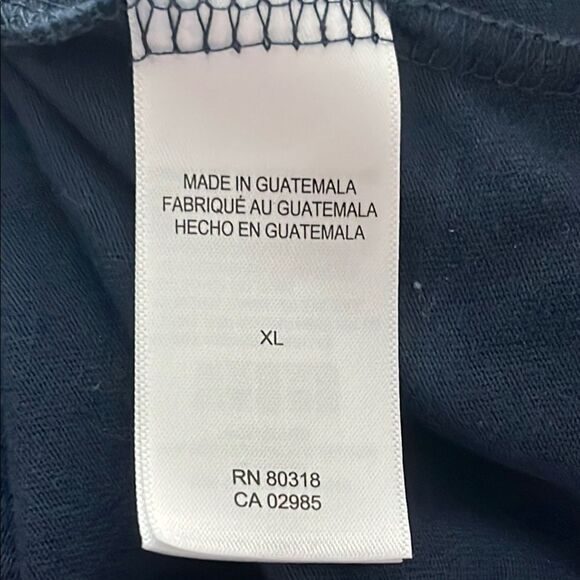 MADE IN GUATEMALA
FABRIQUÉ AU GUATEMALA
HECHO EN GUATEMALA
XL
RN 80318
CA 02985